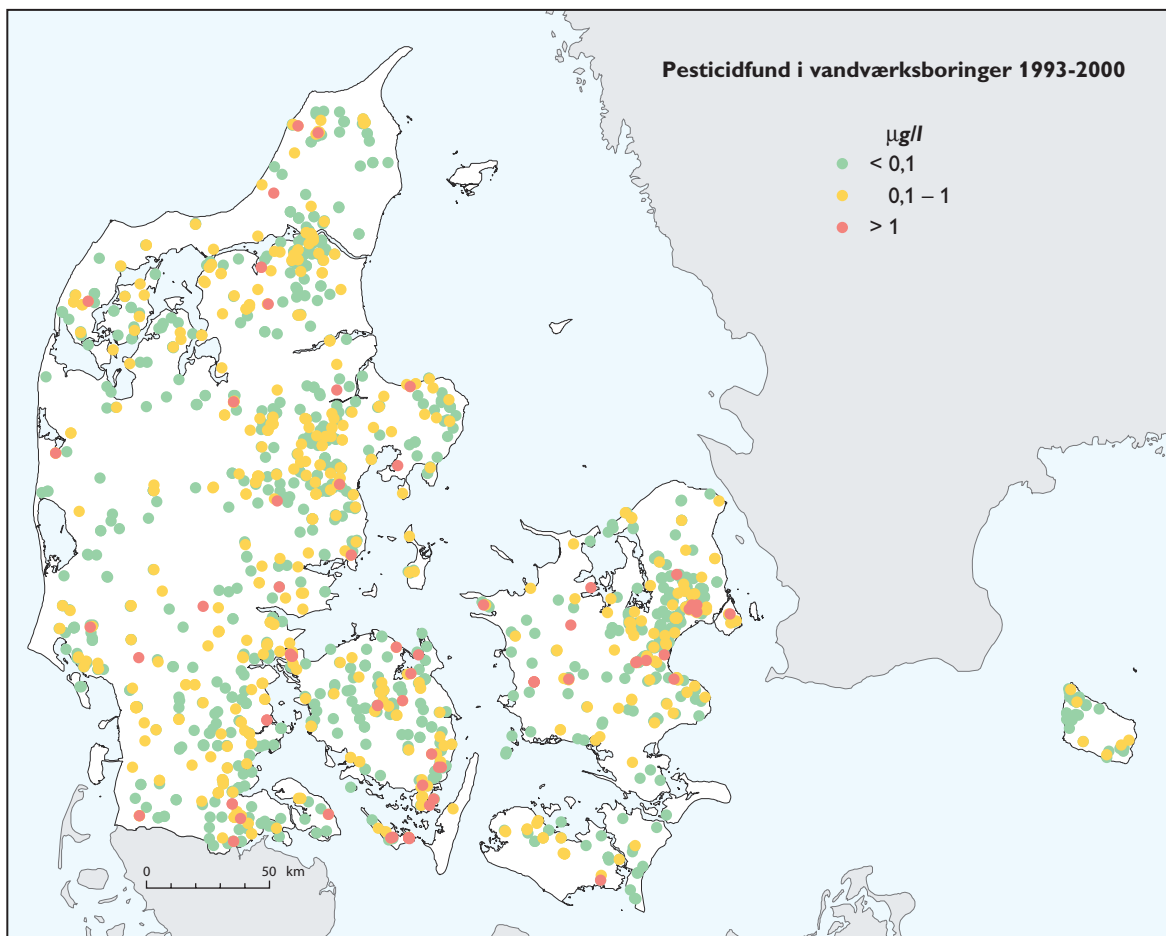 Pesticidfund i vandværksboringer 1993-2000
µg/l
< 0,1
0,1 – 1
> 1
0 50 km